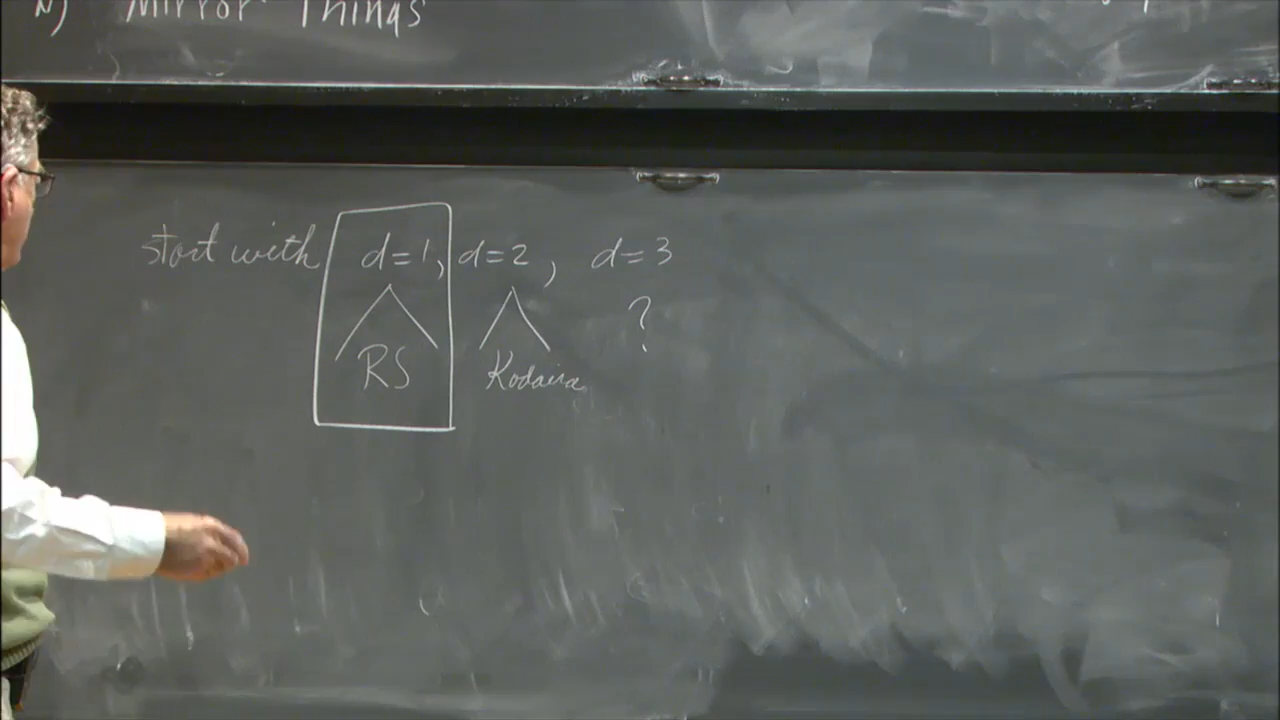 Mirror Things
start with d=1, d=2, d=3
RS Kodaira ?